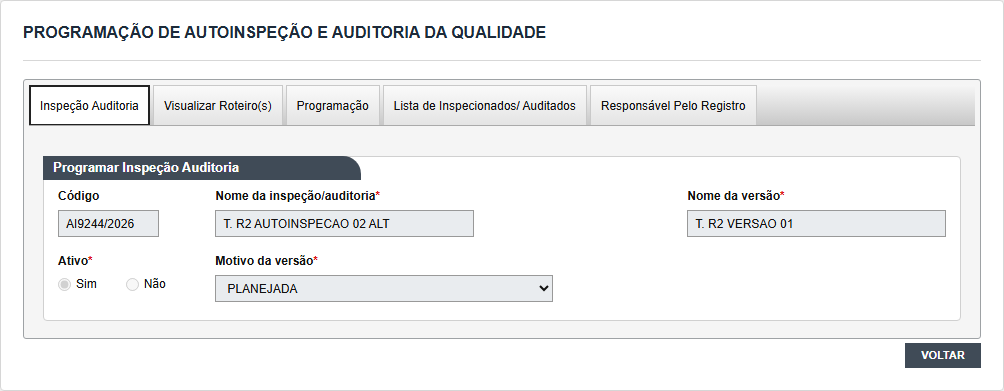 PROGRAMAÇÃO DE AUTOINSPEÇÃO E AUDITORIA DA QUALIDADE
Inspeção Auditoria Visualizar Roteiro(s) Programação Lista de Inspecionados/ Auditados Responsável Pelo Registro
Programar Inspeção Auditoria
Código Nome da inspeção/auditoria* Nome da versão*
AI9244/2026 T. R2 AUTOINSPECAO 02 ALT T. R2 VERSAO 01
Ativo* Motivo da versão*
Sim Não PLANEJADA
VOLTAR